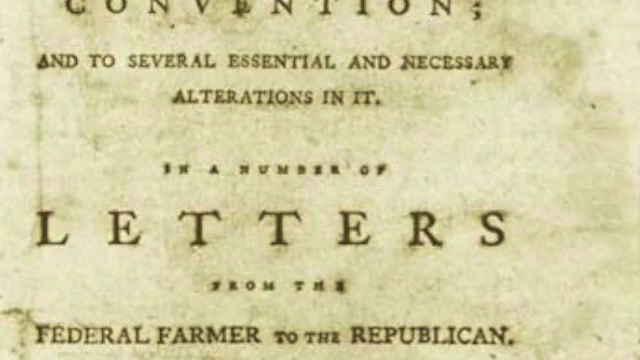 CONVENTION;
AND TO SEVERAL ESSENTIAL AND NECESSARY
ALTERATIONS IN IT.
IN A NUMBER OF
LETTERS
FROM THE
FEDERAL FARMER TO THE REPUBLICAN.